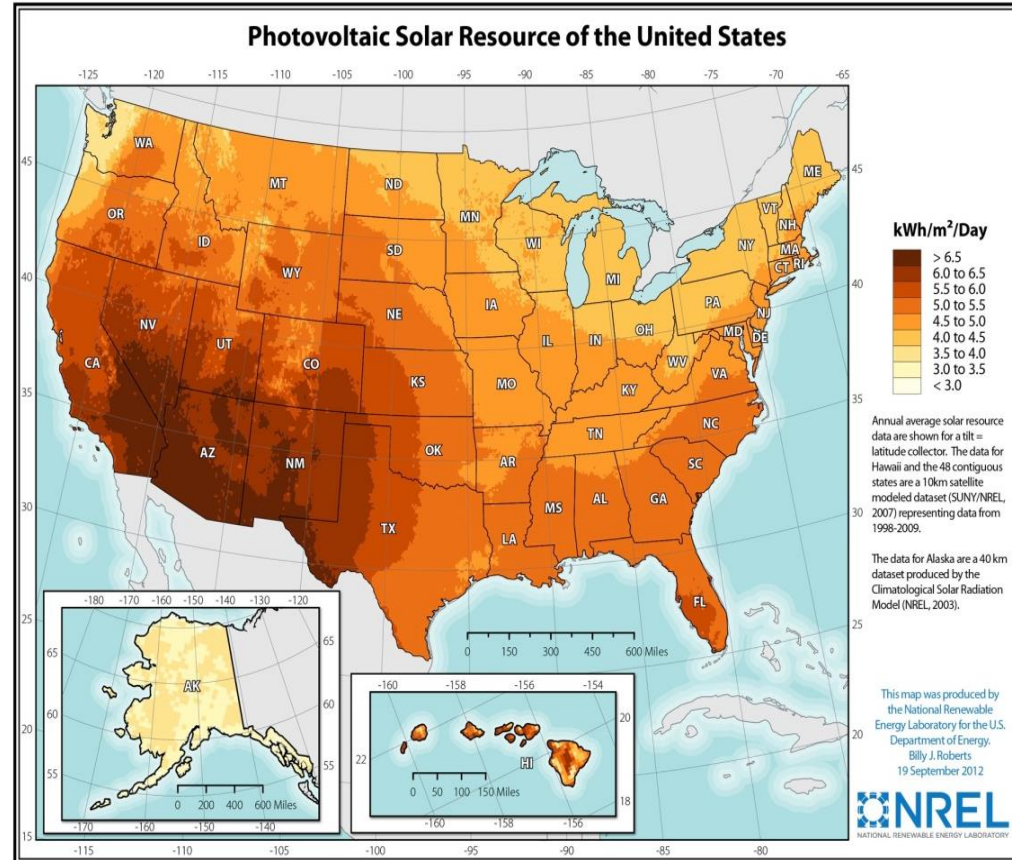 Photovoltaic Solar Resource of the United States
-125 -120 -115 -110 -105 -100 -95 -90 -85 -80 -75 -70 -65
45
40
35
30
25
20
15
45
40
35
30
25
20
WA
OR
CA
NV
ID
MT
WY
UT
AZ
CO
NM
ND
SD
NE
KS
OK
TX
MN
IA
MO
AR
LA
WI
IL
MI
IN
OH
KY
TN
MS
AL
GA
FL
SC
NC
VA
WV
PA
NY
VT
NH
ME
MA
RI
CT
NJ
DE
MD
0 150 300 450 600 Miles
-180 -170 -160 -150 -140 -130 -120
65
60
55
65
60
55
AK
0 200 400 600 Miles
-170 -160 -150 -140
-160 -158 -156 -154
22
20
18
HI
0 50 100 150 Miles
-160 -158 -156
-115 -110 -105 -100 -95 -90 -85 -80
kWh/m²/Day
> 6.5
6.0 to 6.5
5.5 to 6.0
5.0 to 5.5
4.5 to 5.0
4.0 to 4.5
3.5 to 4.0
3.0 to 3.5
< 3.0
Annual average solar resource
data are shown for a tilt =
latitude collector. The data for
Hawaii and the 48 contiguous
states are a 10km satellite
modeled dataset (SUNY/NREL,
2007) representing data from
1998-2009.
The data for Alaska are a 40 km
dataset produced by the
Climatological Solar Radiation
Model (NREL, 2003).
This map was produced by
the National Renewable
Energy Laboratory for the U.S.
Department of Energy.
Billy J. Roberts
19 September 2012
NREL
NATIONAL RENEWABLE ENERGY LABORATORY